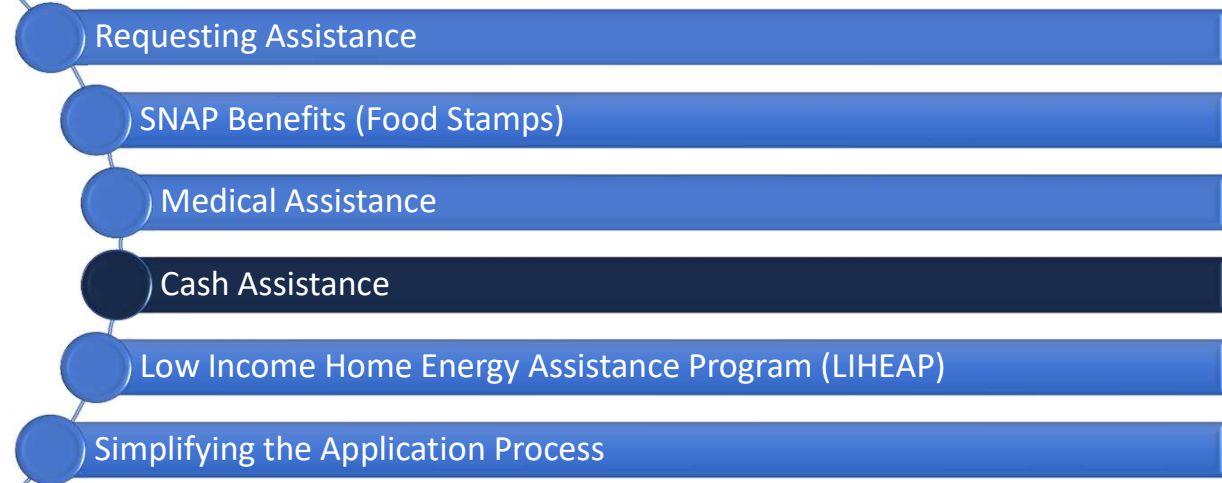 Requesting Assistance
SNAP Benefits (Food Stamps)
Medical Assistance
Cash Assistance
Low Income Home Energy Assistance Program (LIHEAP)
Simplifying the Application Process